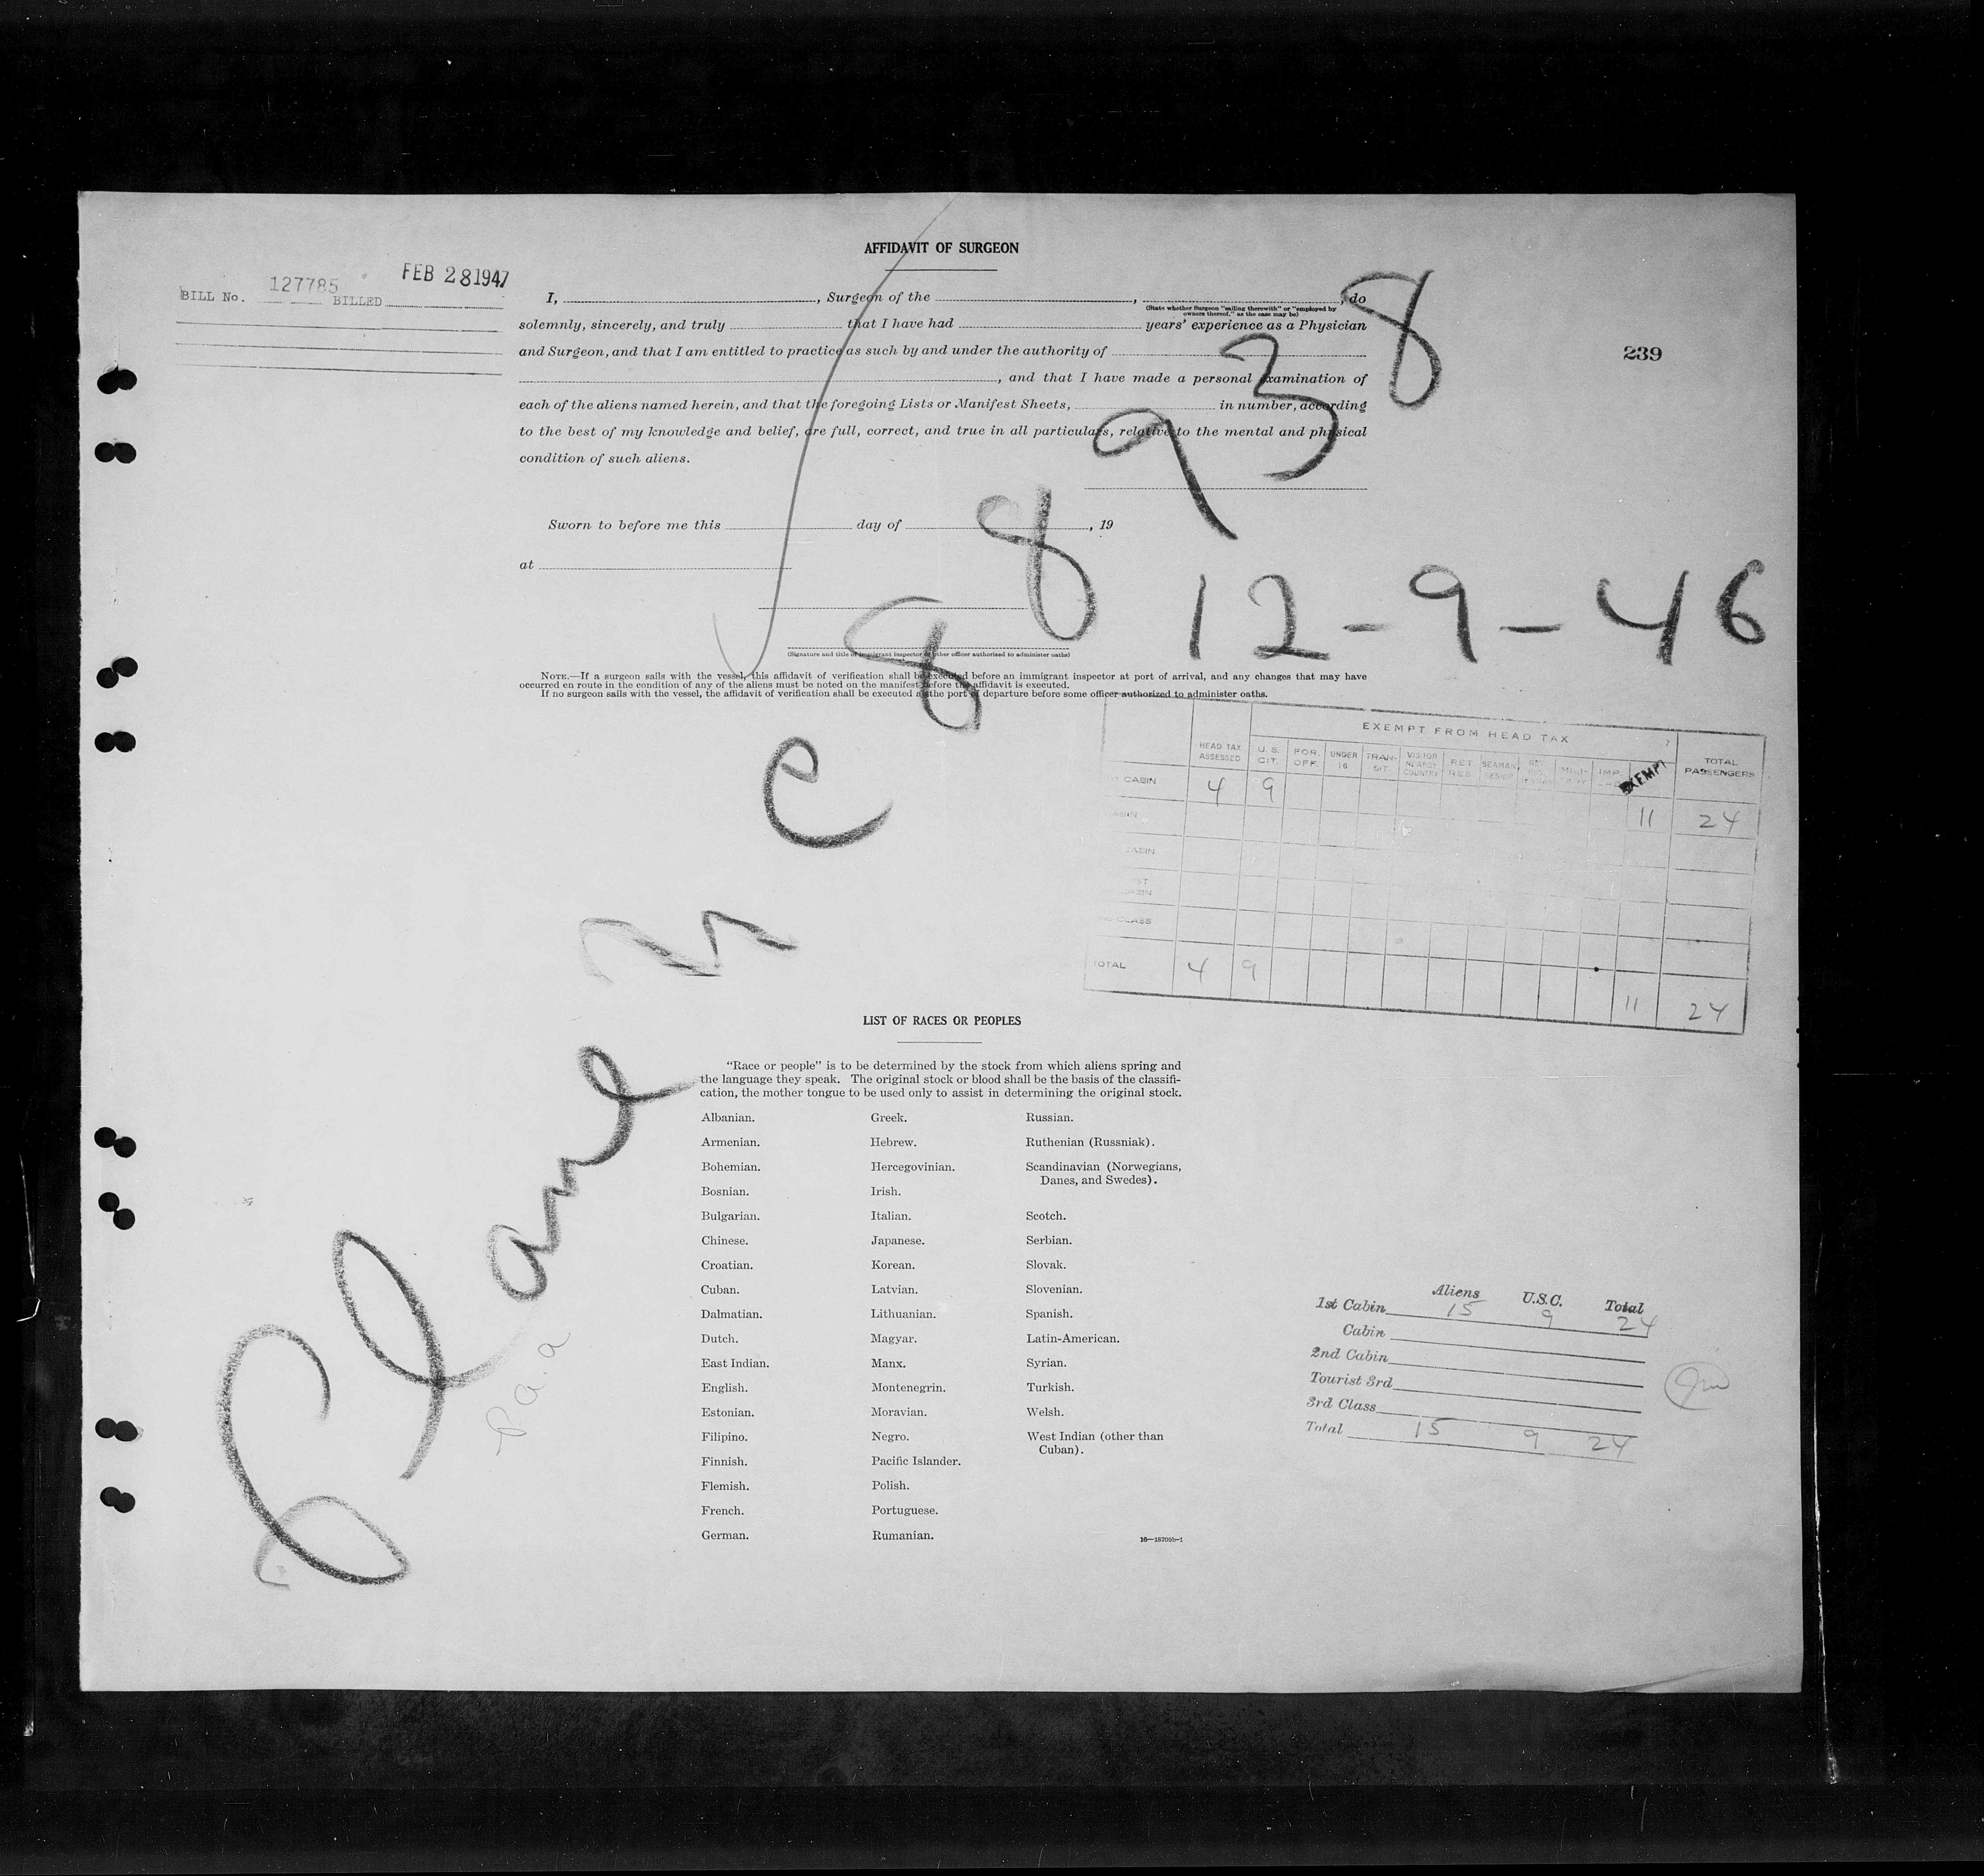 AFFIDAVIT OF SURGEON
BILL No. 127785 BILLED FEB 28 1947
I, , Surgeon of the , , do
(State whether Surgeon "sailing therewith" or "employed by
owners thereof," as the case may be)
solemnly, sincerely, and truly that I have had years' experience as a Physician
and Surgeon, and that I am entitled to practice as such by and under the authority of
239
, and that I have made a personal examination of
each of the aliens named herein, and that the foregoing Lists or Manifest Sheets, in number, according
to the best of my knowledge and belief, are full, correct, and true in all particulars, relative to the mental and physical
condition of such aliens.
Sworn to before me this day of , 19
at
(Signature and title of immigrant inspector or other officer authorized to administer oaths)
NOTE.—If a surgeon sails with the vessel, this affidavit of verification shall be executed before an immigrant inspector at port of arrival, and any changes that may have
occurred en route in the condition of any of the aliens must be noted on the manifest before the affidavit is executed.
If no surgeon sails with the vessel, the affidavit of verification shall be executed at the port of departure before some officer authorized to administer oaths.
Plane NC 88938
12-9-46
P.a.a
EXEMPT FROM HEAD TAX
HEAD TAX ASSESSED U. S. CIT. FOR. OFF. UNDER 16 TRAN- SIT VISITOR NEAREST COUNTRY RET RES SEAMAN IMP EXEMPT TOTAL PASSENGERS
CABIN 4 9 11 24
CABIN
CABIN
CLASS
TOTAL 4 9 11 24
LIST OF RACES OR PEOPLES
"Race or people" is to be determined by the stock from which aliens spring and
the language they speak. The original stock or blood shall be the basis of the classifi-
cation, the mother tongue to be used only to assist in determining the original stock.
Albanian.
Armenian.
Bohemian.
Bosnian.
Bulgarian.
Chinese.
Croatian.
Cuban.
Dalmatian.
Dutch.
East Indian.
English.
Estonian.
Filipino.
Finnish.
Flemish.
French.
German.
Greek.
Hebrew.
Hercegovinian.
Irish.
Italian.
Japanese.
Korean.
Latvian.
Lithuanian.
Magyar.
Manx.
Montenegrin.
Moravian.
Negro.
Pacific Islander.
Polish.
Portuguese.
Rumanian.
Russian.
Ruthenian (Russniak).
Scandinavian (Norwegians,
Danes, and Swedes).
Scotch.
Serbian.
Slovak.
Slovenian.
Spanish.
Latin-American.
Syrian.
Turkish.
Welsh.
West Indian (other than
Cuban).
Aliens U.S.C. Total
1st Cabin 15 9 24
Cabin
2nd Cabin
Tourist 3rd
3rd Class
Total 15 9 24